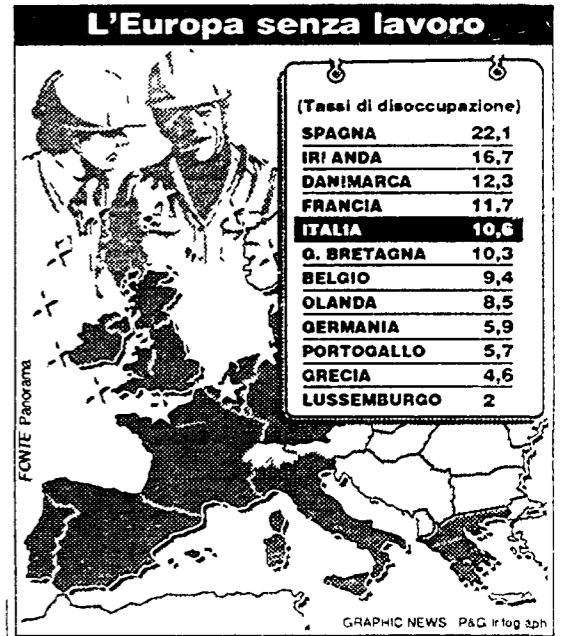 L'Europa senza lavoro
(Tassi di disoccupazione)
SPAGNA 22,1
IRLANDA 16,7
DANIMARCA 12,3
FRANCIA 11,7
ITALIA 10,6
G. BRETAGNA 10,3
BELGIO 9,4
OLANDA 8,5
GERMANIA 5,9
PORTOGALLO 5,7
GRECIA 4,6
LUSSEMBURGO 2
FONTE Panorama
GRAPHIC NEWS P&G Infograph